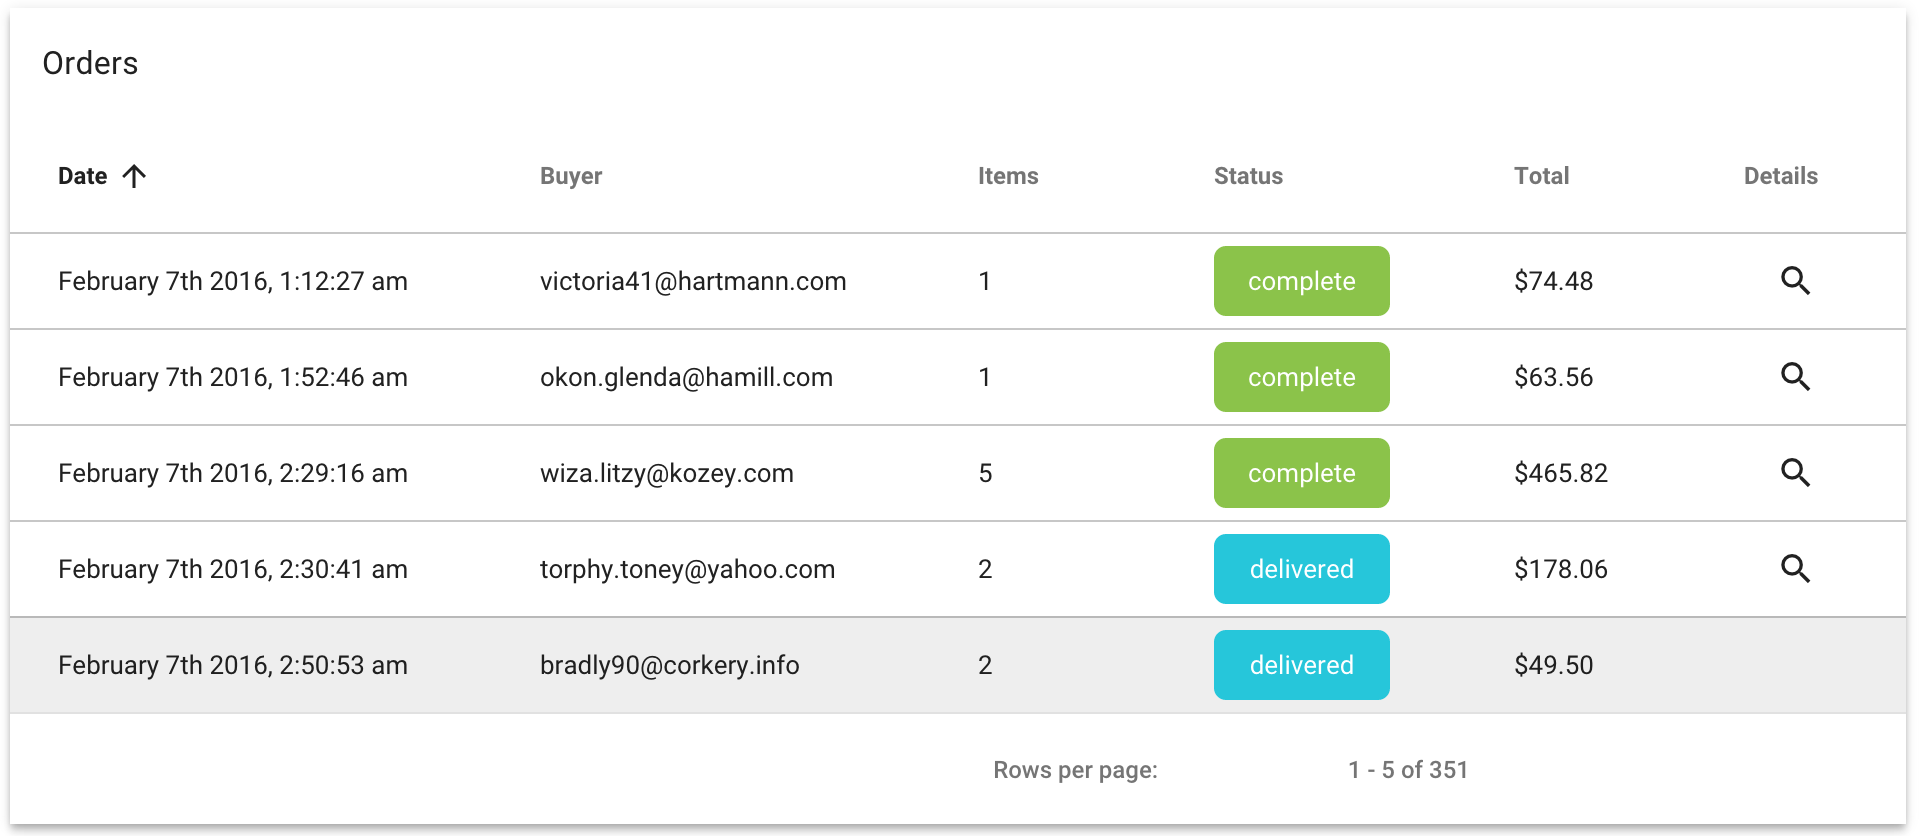 Orders
Date Buyer Items Status Total Details
February 7th 2016, 1:12:27 am victoria41@hartmann.com 1 complete $74.48
February 7th 2016, 1:52:46 am okon.glenda@hamill.com 1 complete $63.56
February 7th 2016, 2:29:16 am wiza.litzy@kozey.com 5 complete $465.82
February 7th 2016, 2:30:41 am torphy.toney@yahoo.com 2 delivered $178.06
February 7th 2016, 2:50:53 am bradly90@corkery.info 2 delivered $49.50
Rows per page: 1 - 5 of 351